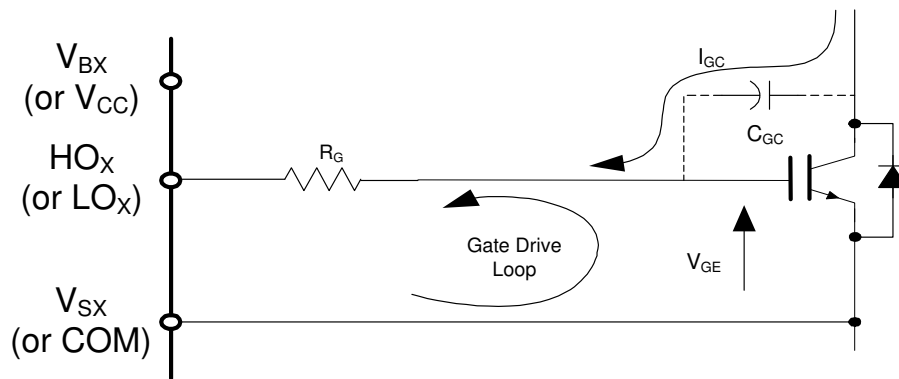 V_BX
(or V_CC)
HO_X
(or LO_X)
V_SX
(or COM)
R_G
Gate Drive
Loop
I_GC
C_GC
V_GE